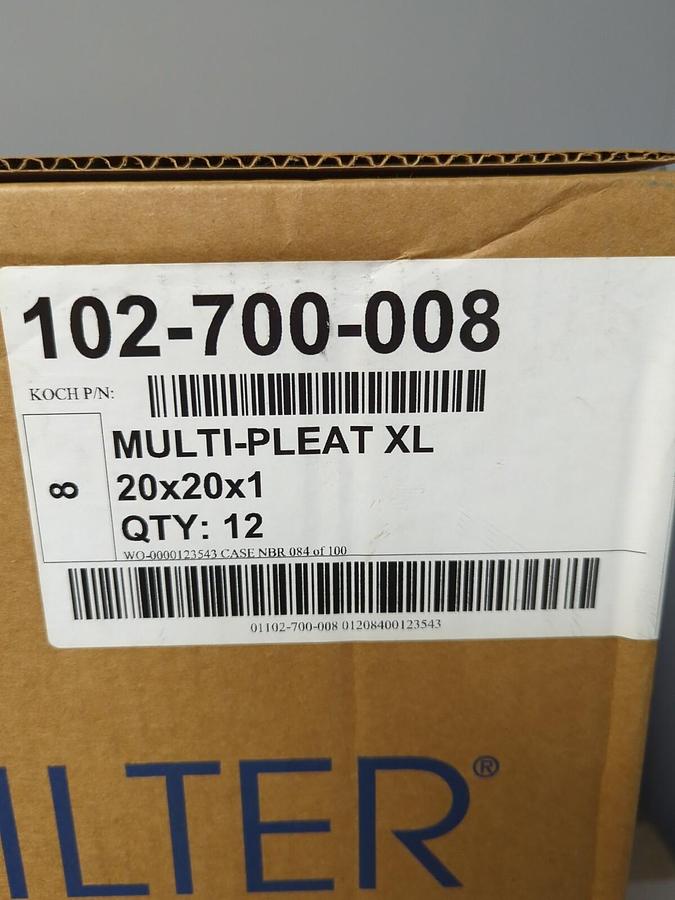 102-700-008
KOCH P/N:
8
MULTI-PLEAT XL
20x20x1
QTY: 12
WO-0000123543 CASE NBR 084 of 100
01102-700-008 01208400123543
ILTER®